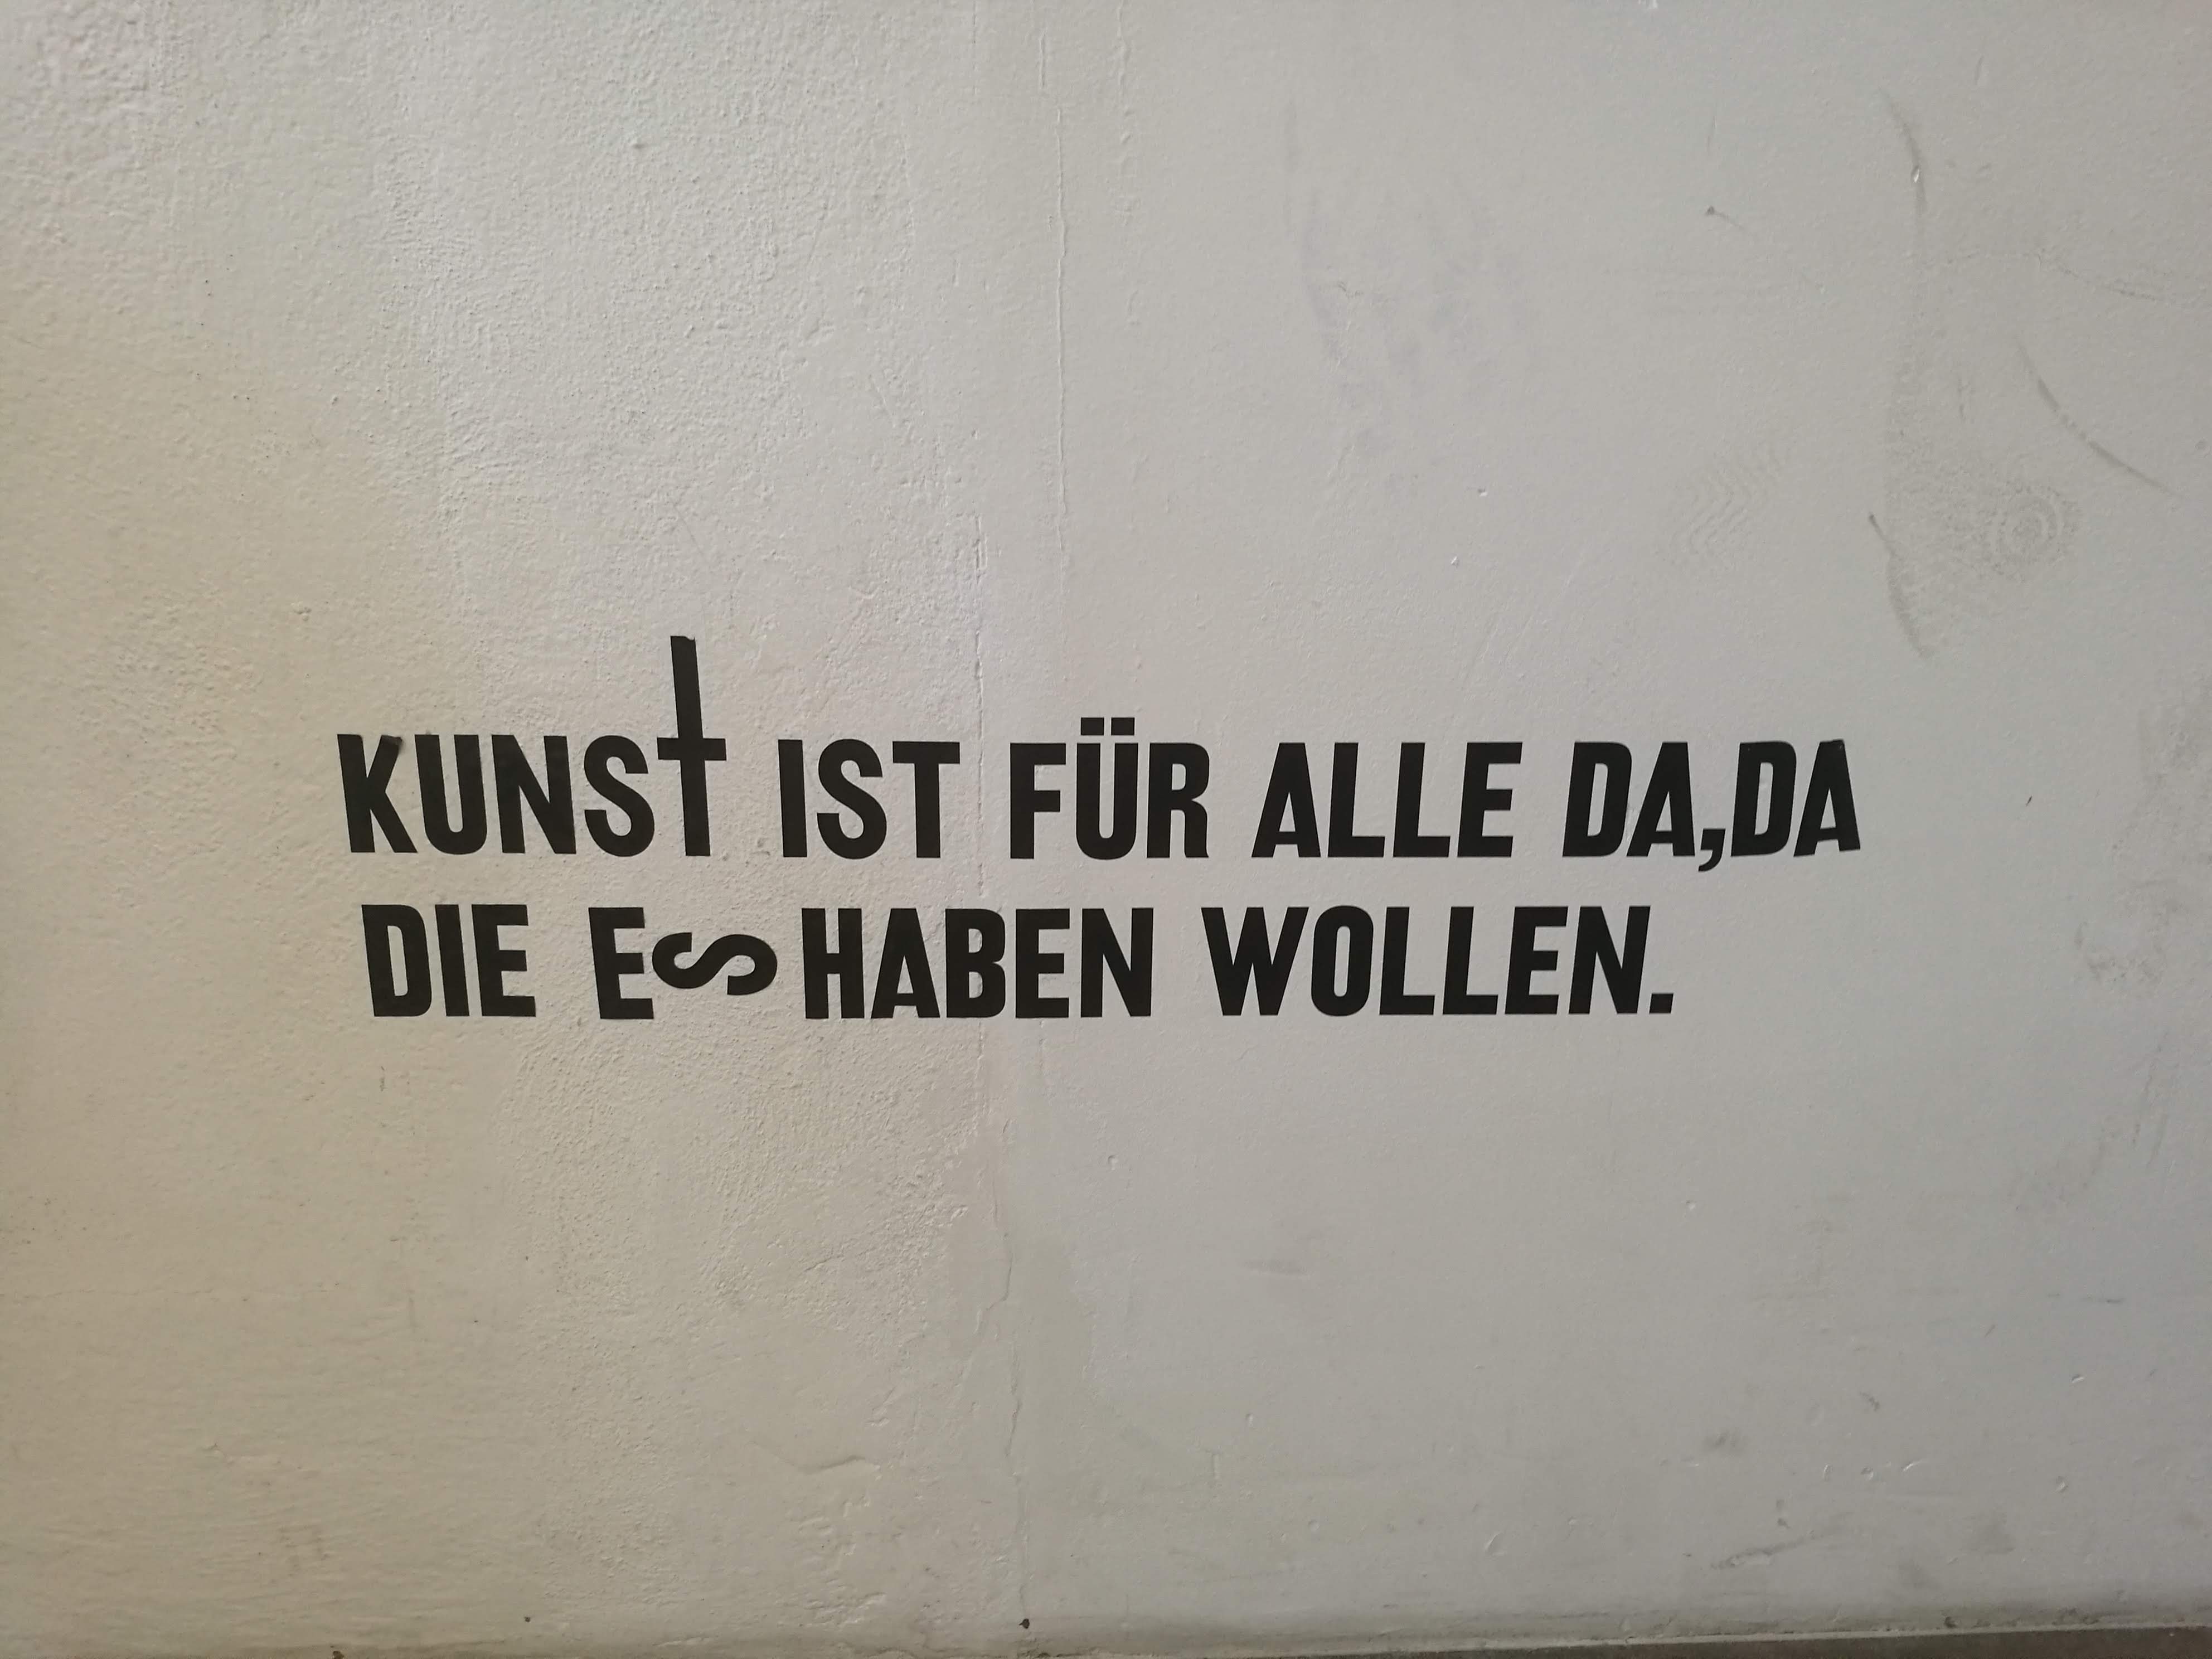 KUNSt IST FÜR ALLE DA,DA
DIE ES HABEN WOLLEN.